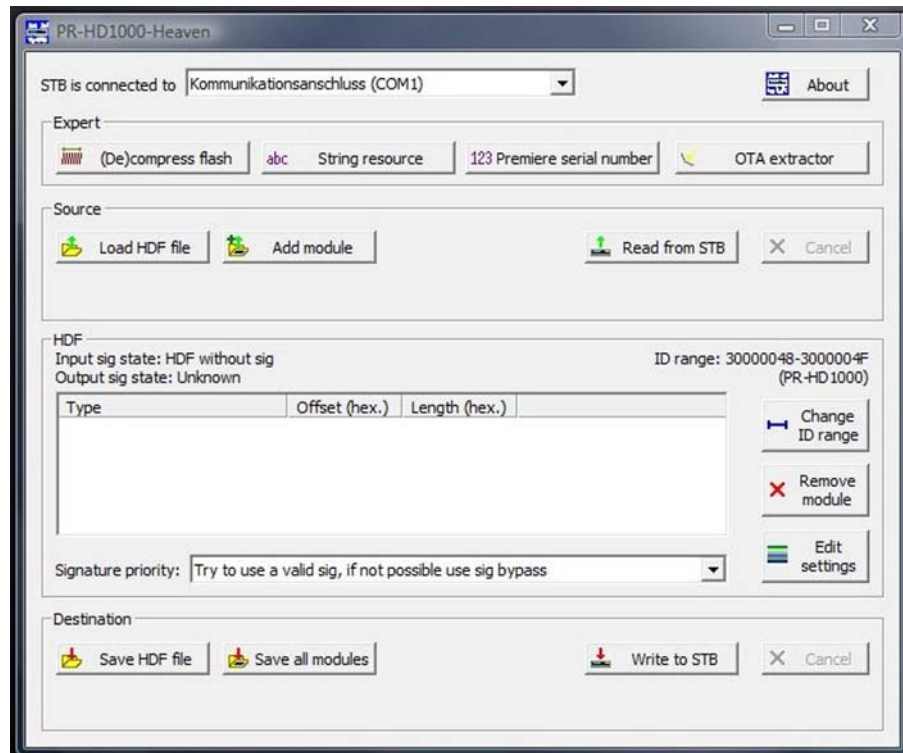 PR-HD1000-Heaven
STB is connected to Kommunikationsanschluss (COM1) About
Expert
(De)compress flash abc String resource 123 Premiere serial number OTA extractor
Source
Load HDF file Add module Read from STB Cancel
HDF
Input sig state: HDF without sig ID range: 30000048-3000004F
Output sig state: Unknown (PR-HD1000)
Type Offset (hex.) Length (hex.)
Change
ID range
Remove
module
Edit
settings
Signature priority: Try to use a valid sig, if not possible use sig bypass
Destination
Save HDF file Save all modules Write to STB Cancel